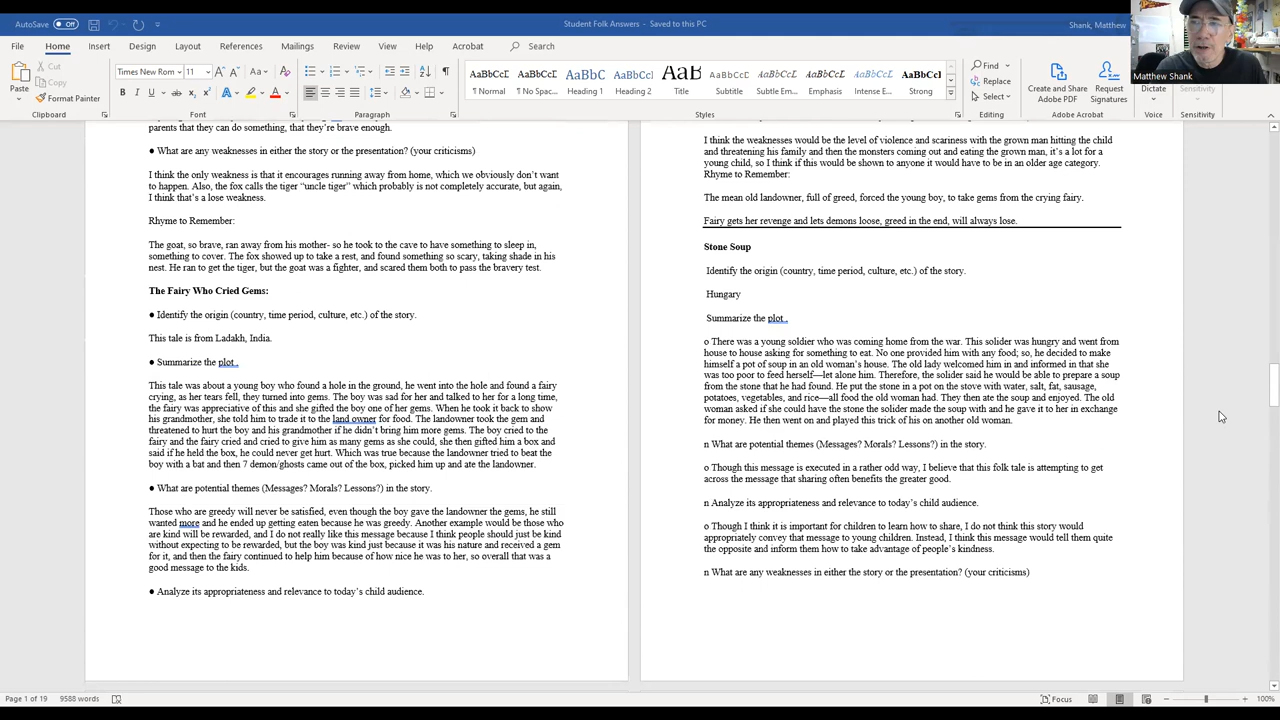 AutoSave Off
Student Folk Answers - Saved to this PC
Shank, Matthew
File Home Insert Design Layout References Mailings Review View Help Acrobat Search
Paste
Cut
Copy
Format Painter
Clipboard
Times New Rom 11
Font
Paragraph
AaBbCcDc AaBbCcDc AaBbCc AaBbCcC AaB AaBbCcD AaBbCcDc AaBbCcDc AaBbCcDc AaBbCcI
¶ Normal ¶ No Spac... Heading 1 Heading 2 Title Subtitle Subtle Em... Emphasis Intense E... Strong
Styles
Find
Replace
Select
Editing
Create and Share
Adobe PDF
Request
Signatures
Adobe Acrobat
Dictate
Voice
Sensitivity
Sensitivity
Matthew Shank
parents that they can do something, that they're brave enough.
● What are any weaknesses in either the story or the presentation? (your criticisms)
I think the only weakness is that it encourages running away from home, which we obviously don't want
to happen. Also, the fox calls the tiger "uncle tiger" which probably is not completely accurate, but again,
I think that's a lose weakness.
Rhyme to Remember:
The goat, so brave, ran away from his mother- so he took to the cave to have something to sleep in,
something to cover. The fox showed up to take a rest, and found something so scary, taking shade in his
nest. He ran to get the tiger, but the goat was a fighter, and scared them both to pass the bravery test.
The Fairy Who Cried Gems:
● Identify the origin (country, time period, culture, etc.) of the story.
This tale is from Ladakh, India.
● Summarize the plot .
This tale was about a young boy who found a hole in the ground, he went into the hole and found a fairy
crying, as her tears fell, they turned into gems. The boy was sad for her and talked to her for a long time,
the fairy was appreciative of this and she gifted the boy one of her gems. When he took it back to show
his grandmother, she told him to trade it to the land owner for food. The landowner took the gem and
threatened to hurt the boy and his grandmother if he didn't bring him more gems. The boy cried to the
fairy and the fairy cried and cried to give him as many gems as she could, she then gifted him a box and
said if he held the box, he could never get hurt. Which was true because the landowner tried to beat the
boy with a bat and then 7 demon/ghosts came out of the box, picked him up and ate the landowner.
● What are potential themes (Messages? Morals? Lessons?) in the story.
Those who are greedy will never be satisfied, even though the boy gave the landowner the gems, he still
wanted more and he ended up getting eaten because he was greedy. Another example would be those who
are kind will be rewarded, and I do not really like this message because I think people should just be kind
without expecting to be rewarded, but the boy was kind just because it was his nature and received a gem
for it, and then the fairy continued to help him because of how nice he was to her, so overall that was a
good message to the kids.
● Analyze its appropriateness and relevance to today's child audience.
I think the weaknesses would be the level of violence and scariness with the grown man hitting the child
and threatening his family and then the monsters coming out and eating the grown man, it's a lot for a
young child, so I think if this would be shown to anyone it would have to be in an older age category.
Rhyme to Remember:
The mean old landowner, full of greed, forced the young boy, to take gems from the crying fairy.
Fairy gets her revenge and lets demons loose, greed in the end, will always lose.
Stone Soup
Identify the origin (country, time period, culture, etc.) of the story.
Hungary
Summarize the plot .
o There was a young soldier who was coming home from the war. This solider was hungry and went from
house to house asking for something to eat. No one provided him with any food; so, he decided to make
himself a pot of soup in an old woman's house. The old lady welcomed him in and informed in that she
was too poor to feed herself—let alone him. Therefore, the solider said he would be able to prepare a soup
from the stone that he had found. He put the stone in a pot on the stove with water, salt, fat, sausage,
potatoes, vegetables, and rice—all food the old woman had. They then ate the soup and enjoyed. The old
woman asked if she could have the stone the solider made the soup with and he gave it to her in exchange
for money. He then went on and played this trick of his on another old woman.
n What are potential themes (Messages? Morals? Lessons?) in the story.
o Though this message is executed in a rather odd way, I believe that this folk tale is attempting to get
across the message that sharing often benefits the greater good.
n Analyze its appropriateness and relevance to today's child audience.
o Though I think it is important for children to learn how to share, I do not think this story would
appropriately convey that message to young children. Instead, I think this message would tell them quite
the opposite and inform them how to take advantage of people's kindness.
n What are any weaknesses in either the story or the presentation? (your criticisms)
Page 1 of 19 9588 words
Focus
100%